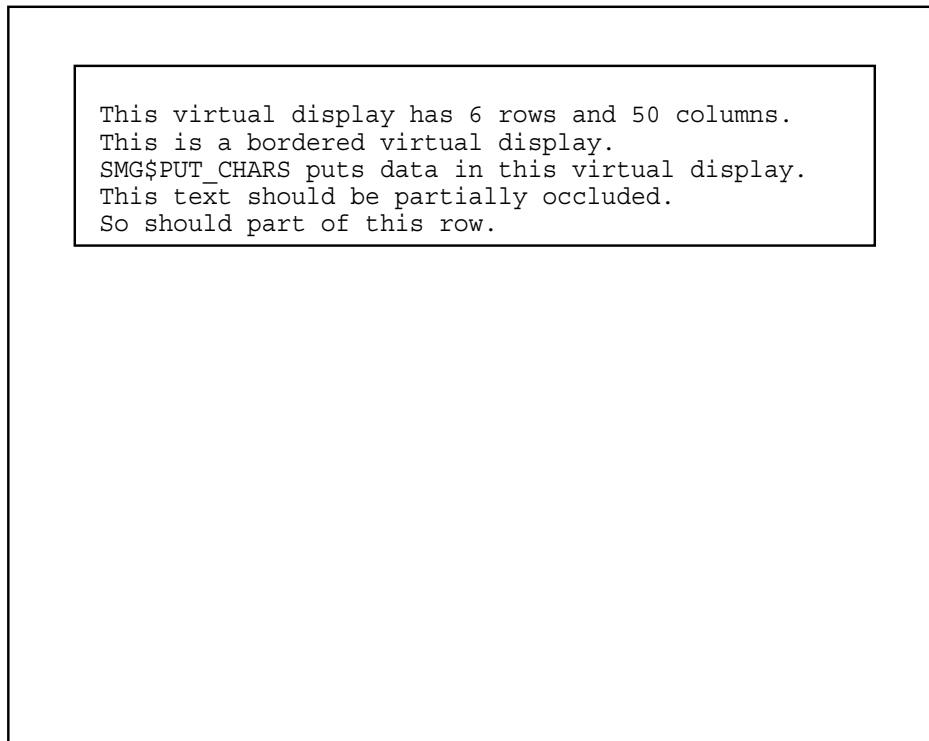 This virtual display has 6 rows and 50 columns.
This is a bordered virtual display.
SMG$PUT_CHARS puts data in this virtual display.
This text should be partially occluded.
So should part of this row.